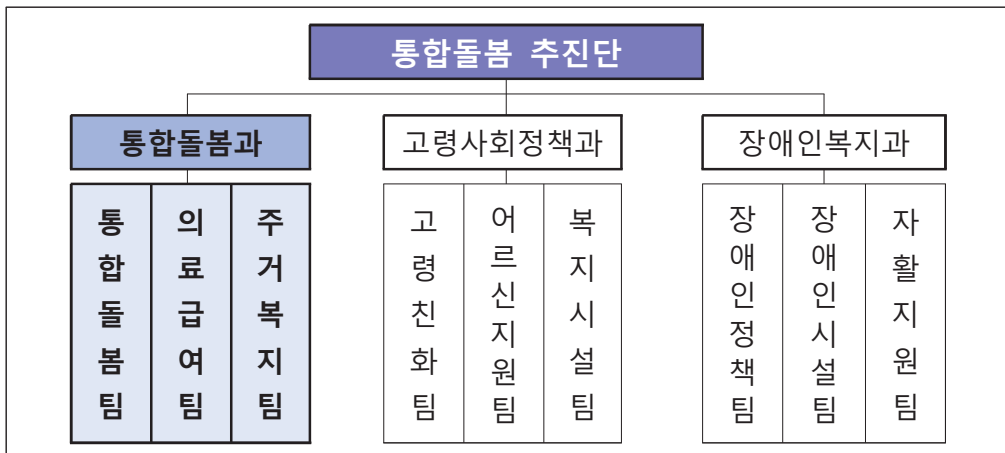 통합돌봄 추진단
통합돌봄과
고령사회정책과
장애인복지과
통합돌봄팀
의료급여팀
주거복지팀
고령친화팀
어르신지원팀
복지시설팀
장애인정책팀
장애인시설팀
자활지원팀